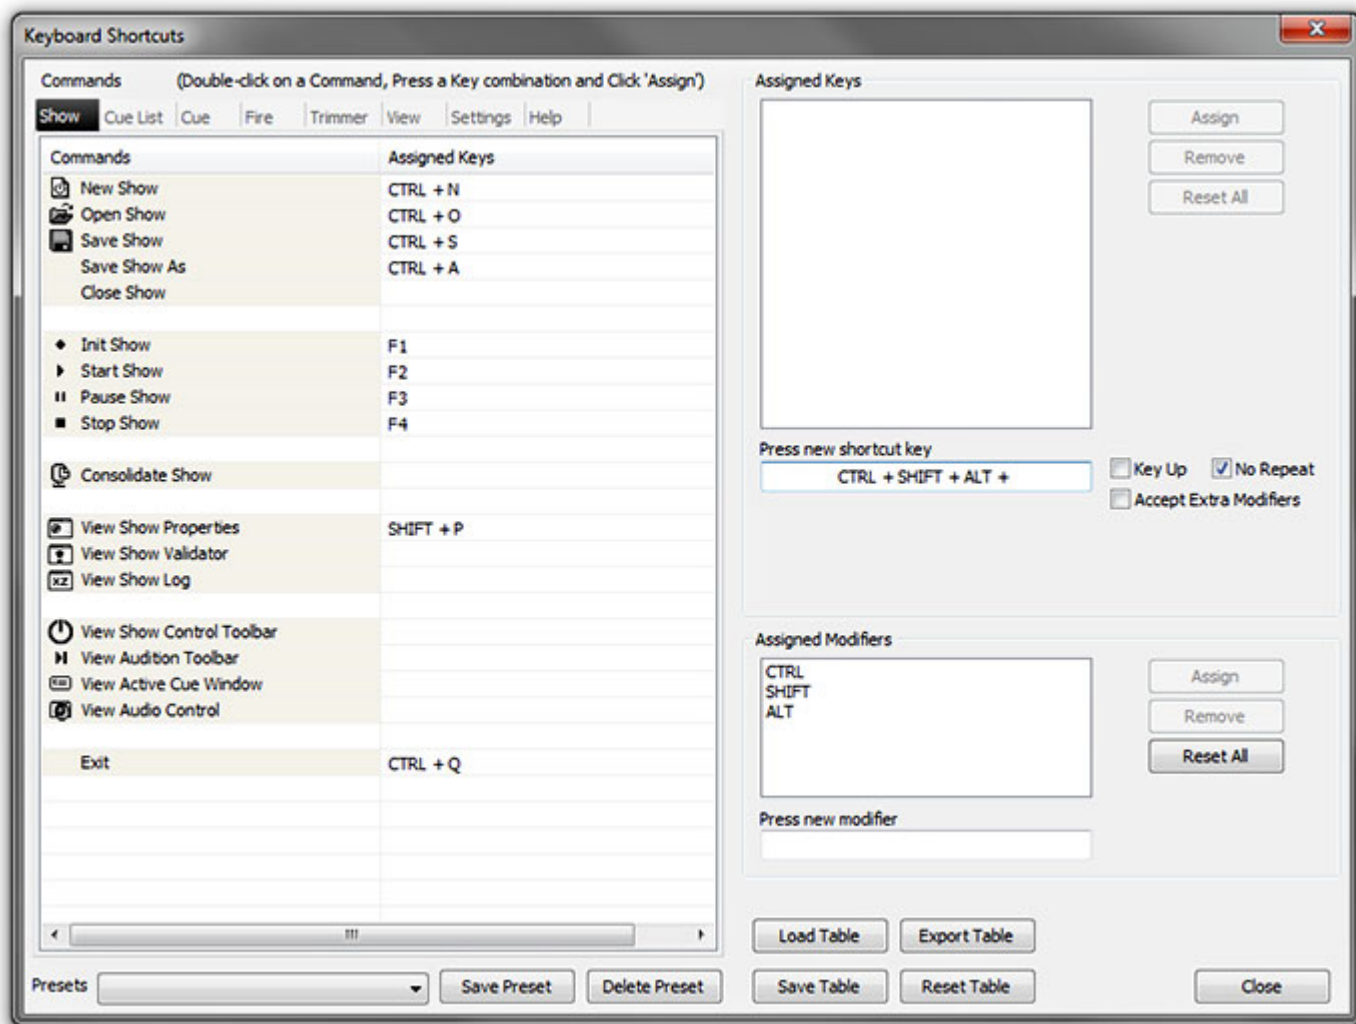 Keyboard Shortcuts
Commands (Double-click on a Command, Press a Key combination and Click 'Assign')
Show Cue List Cue Fire Trimmer View Settings Help
Commands Assigned Keys
New Show CTRL + N
Open Show CTRL + O
Save Show CTRL + S
Save Show As CTRL + A
Close Show
Init Show F1
Start Show F2
Pause Show F3
Stop Show F4
Consolidate Show
View Show Properties SHIFT + P
View Show Validator
XZ View Show Log
View Show Control Toolbar
View Audition Toolbar
View Active Cue Window
View Audio Control
Exit CTRL + Q
Presets
Save Preset
Delete Preset
Assigned Keys
Assign
Remove
Reset All
Press new shortcut key
CTRL + SHIFT + ALT +
Key Up No Repeat
Accept Extra Modifiers
Assigned Modifiers
CTRL
SHIFT
ALT
Assign
Remove
Reset All
Press new modifier
Load Table Export Table
Save Table Reset Table
Close